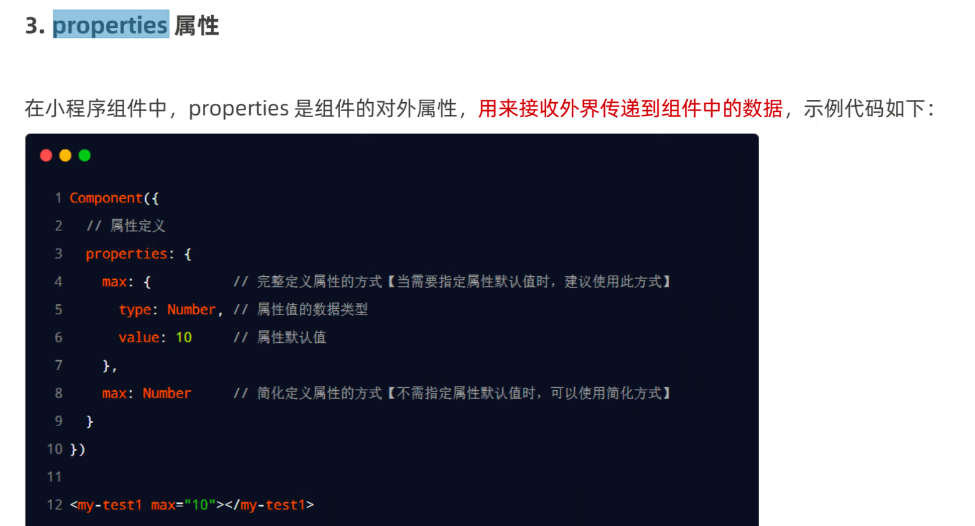 3. properties 属性
在小程序组件中，properties 是组件的对外属性，用来接收外界传递到组件中的数据，示例代码如下：
1 Component({
2   // 属性定义
3   properties: {
4     max: {          // 完整定义属性的方式【当需要指定属性默认值时，建议使用此方式】
5       type: Number, // 属性值的数据类型
6       value: 10     // 属性默认值
7     },
8     max: Number     // 简化定义属性的方式【不需指定属性默认值时，可以使用简化方式】
9   }
10 })
11
12 <my-test1 max="10"></my-test1>